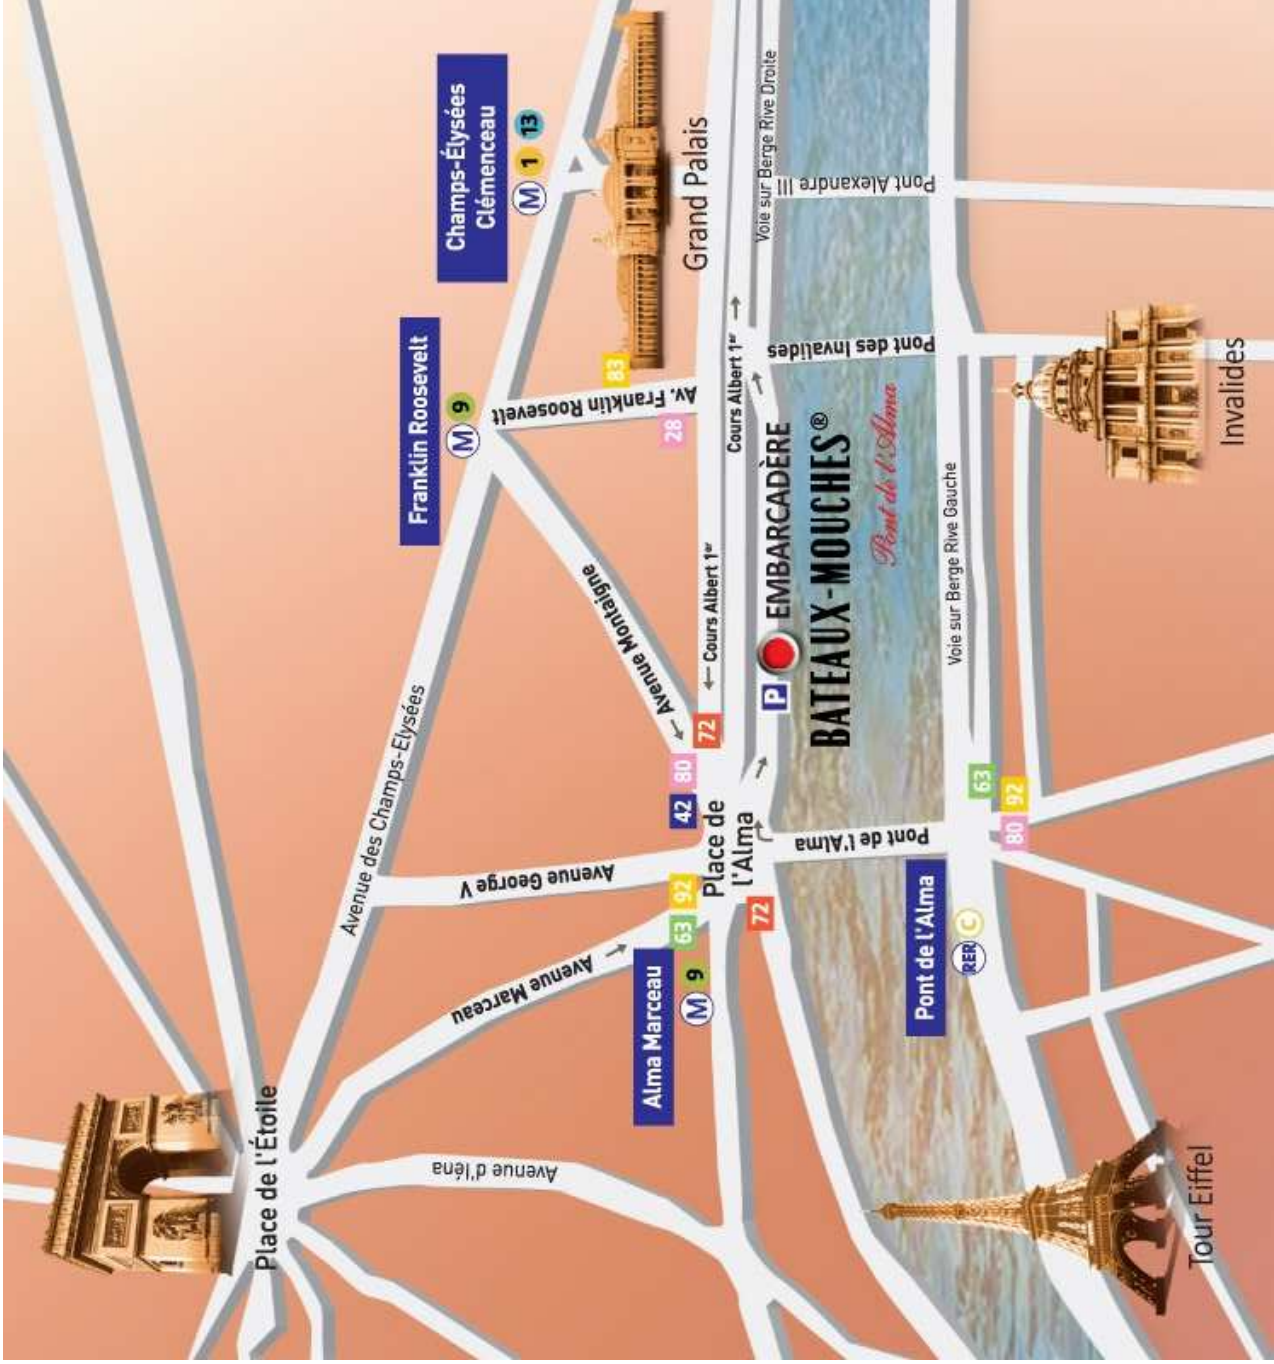 Place de l'Étoile
Avenue des Champs-Elysées
Franklin Roosevelt
M 9
Champs-Élysées
Clémenceau
M 1 13
Grand Palais
83
28
Av. Franklin Roosevelt
Avenue Montaigne
Avenue George V
Avenue Marceau
Avenue d'Iéna
Alma Marceau
M 9
63
92
42
80
72
72
Place de
l'Alma
Cours Albert 1er
Cours Albert 1er
Voie sur Berge Rive Droite
P
EMBARCADÈRE
BATEAUX-MOUCHES®
Pont de l'Alma
Pont de l'Alma
Pont des Invalides
Pont Alexandre III
Voie sur Berge Rive Gauche
Pont de l'Alma
RER C
63
80
92
Tour Eiffel
Invalides